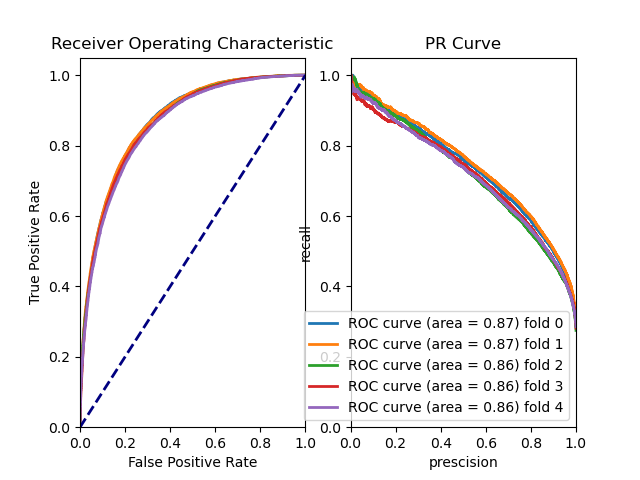 Receiver Operating Characteristic
1.0
0.8
0.6
0.4
0.2
0.0
True Positive Rate
0.0 0.2 0.4 0.6 0.8 1.0
False Positive Rate
PR Curve
1.0
0.8
0.6
0.4
0.2
0.0
recall
0.0 0.2 0.4 0.6 0.8 1.0
prescision
ROC curve (area = 0.87) fold 0
ROC curve (area = 0.87) fold 1
ROC curve (area = 0.86) fold 2
ROC curve (area = 0.86) fold 3
ROC curve (area = 0.86) fold 4